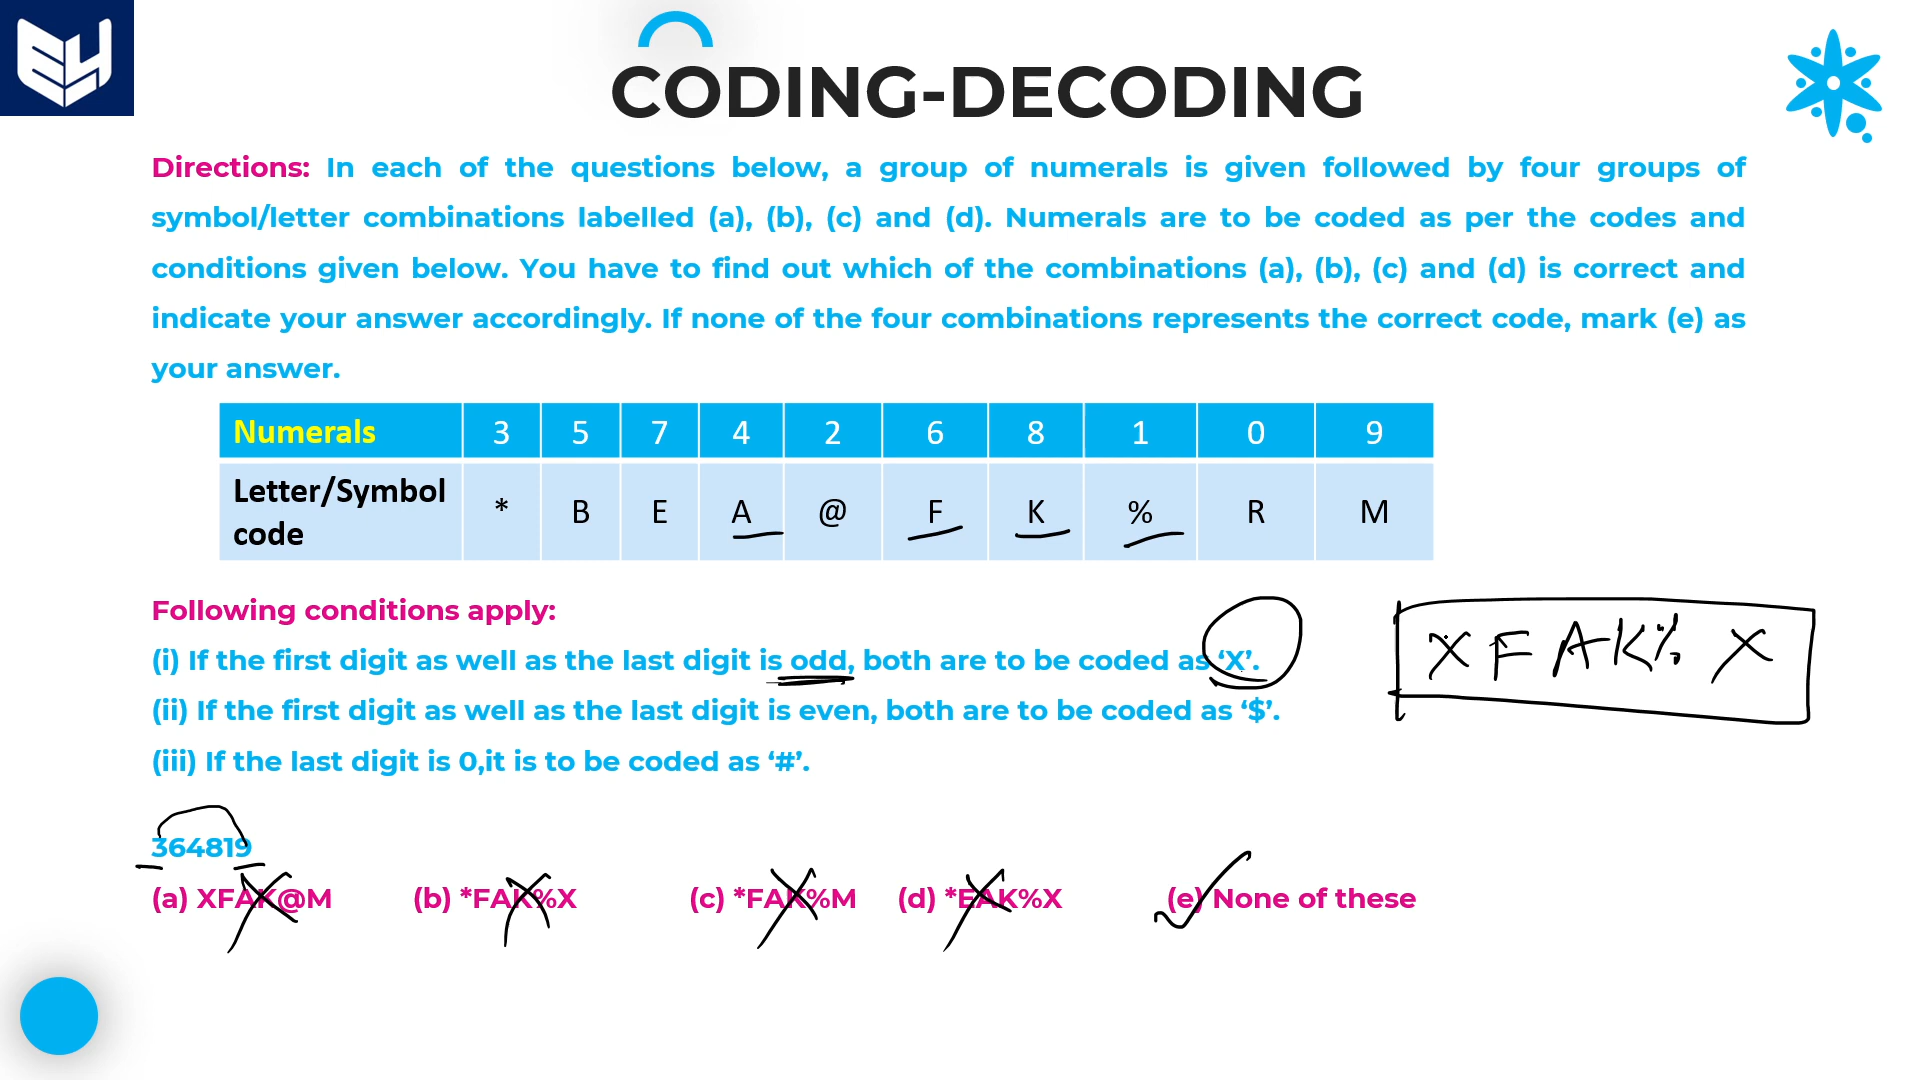 CODING-DECODING
Directions: In each of the questions below, a group of numerals is given followed by four groups of
symbol/letter combinations labelled (a), (b), (c) and (d). Numerals are to be coded as per the codes and
conditions given below. You have to find out which of the combinations (a), (b), (c) and (d) is correct and
indicate your answer accordingly. If none of the four combinations represents the correct code, mark (e) as
your answer.
Numerals 3 5 7 4 2 6 8 1 0 9
Letter/Symbol
code * B E A @ F K % R M
Following conditions apply:
(i) If the first digit as well as the last digit is odd, both are to be coded as ‘X’.
X F A K % X
(ii) If the first digit as well as the last digit is even, both are to be coded as ‘$’.
(iii) If the last digit is 0,it is to be coded as ‘#’.
364819
(a) XFAK@M (b) *FAK%X (c) *FAK%M (d) *EAK%X (e) None of these